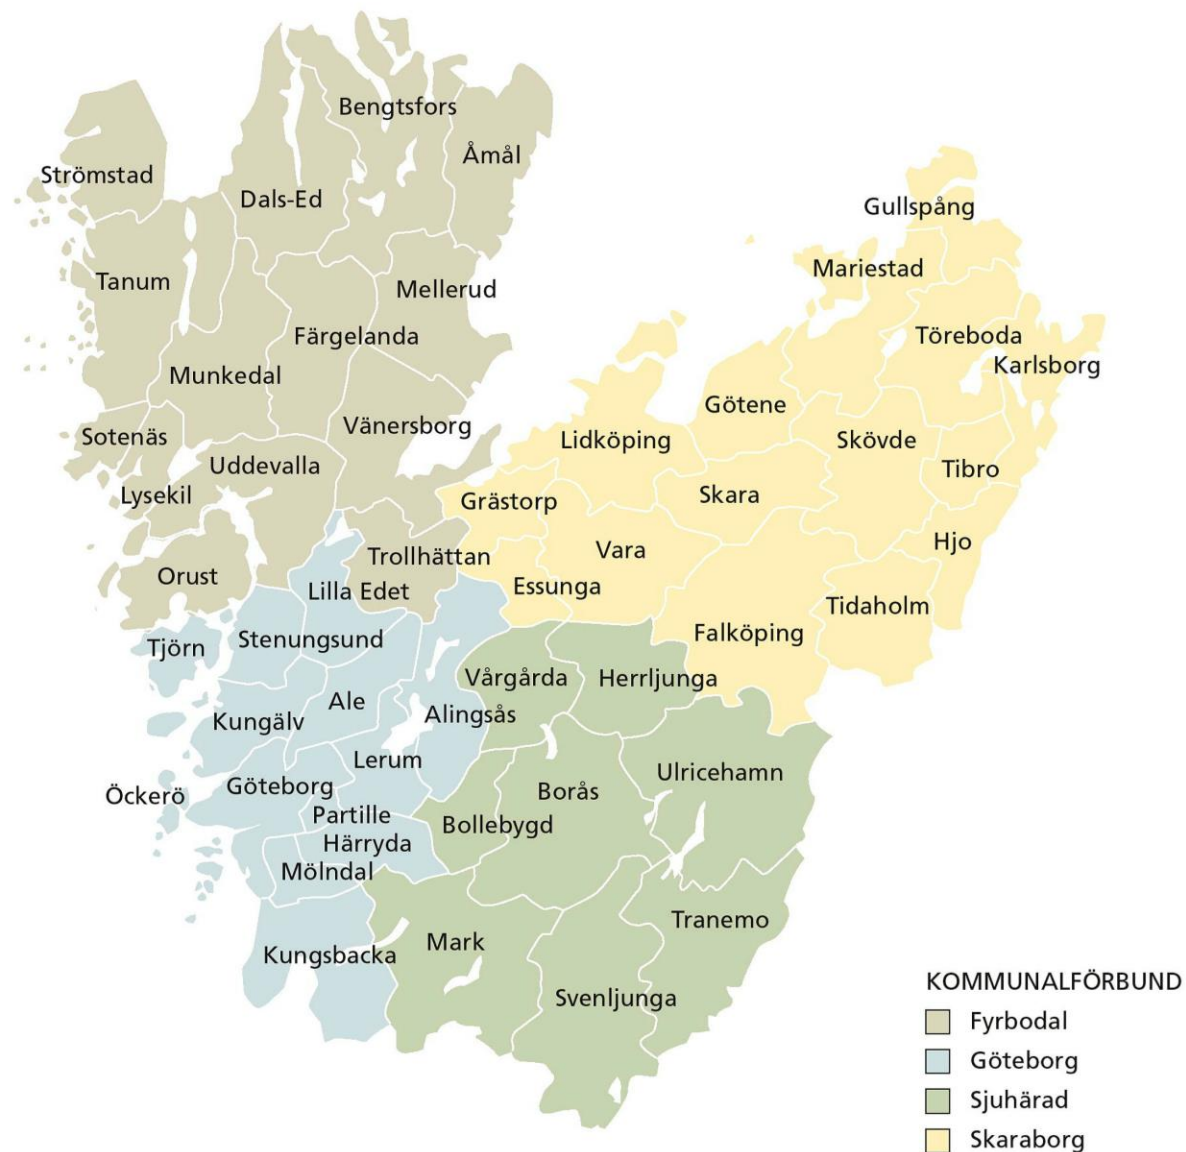 Bengtsfors
Åmål
Strömstad
Dals-Ed
Gullspång
Mariestad
Tanum
Mellerud
Färgelanda
Töreboda
Karlsborg
Munkedal
Götene
Vänersborg
Sotenäs
Lidköping
Skövde
Uddevalla
Tibro
Lysekil
Grästorp
Skara
Hjo
Vara
Trollhättan
Orust
Essunga
Lilla Edet
Tidaholm
Falköping
Stenungsund
Tjörn
Vårgårda
Herrljunga
Ale
Alingsås
Kungälv
Lerum
Ulricehamn
Göteborg
Öckerö
Borås
Partille
Bollebygd
Härryda
Mölndal
Tranemo
Mark
Kungsbacka
Svenljunga
KOMMUNALFÖRBUND
Fyrbodal
Göteborg
Sjuhärad
Skaraborg